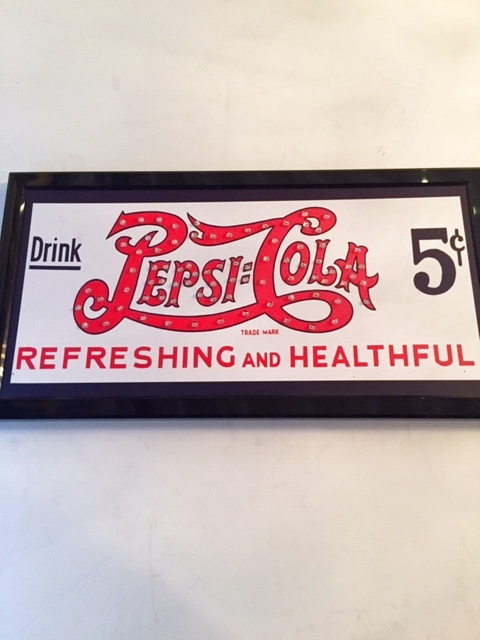 Drink PEPSI:COLA 5¢
TRADE MARK
REFRESHING AND HEALTHFUL